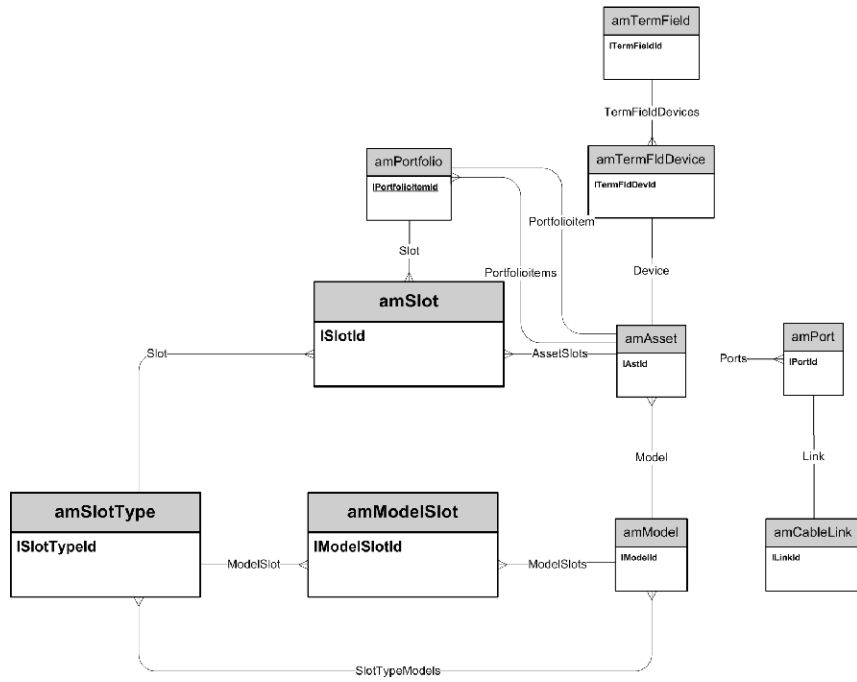 amTermField
lTermFieldId
TermFieldDevices
amPortfolio
lPortfolioItemId
amTermFldDevice
lTermFldDevId
Portfolioitem
Slot
Portfolioitems
Device
amSlot
lSlotId
amAsset
lAstId
amPort
lPortId
Slot
AssetSlots
Ports
Model
Link
amSlotType
lSlotTypeId
amModelSlot
lModelSlotId
amModel
lModelId
amCableLink
lLinkId
ModelSlot
ModelSlots
SlotTypeModels